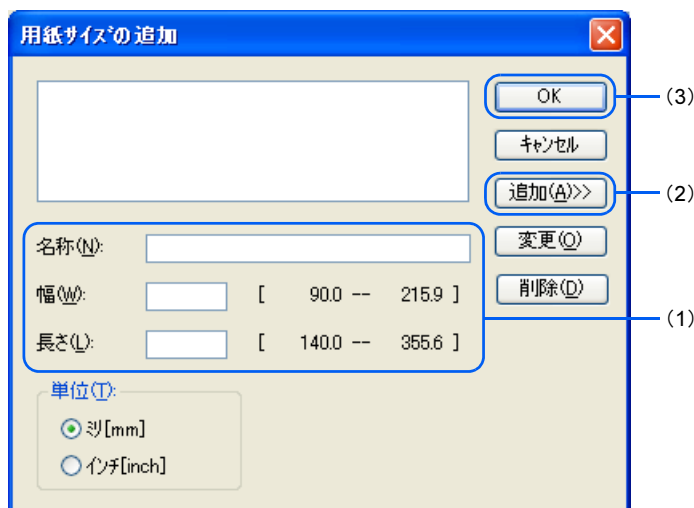 用紙サイズの追加
OK
(3)
キャンセル
追加(A)>>
(2)
名称(N):
変更(O)
幅(W): [ 90.0 -- 215.9 ]
削除(D)
(1)
長さ(L): [ 140.0 -- 355.6 ]
単位(T):
ミリ[mm]
インチ[inch]